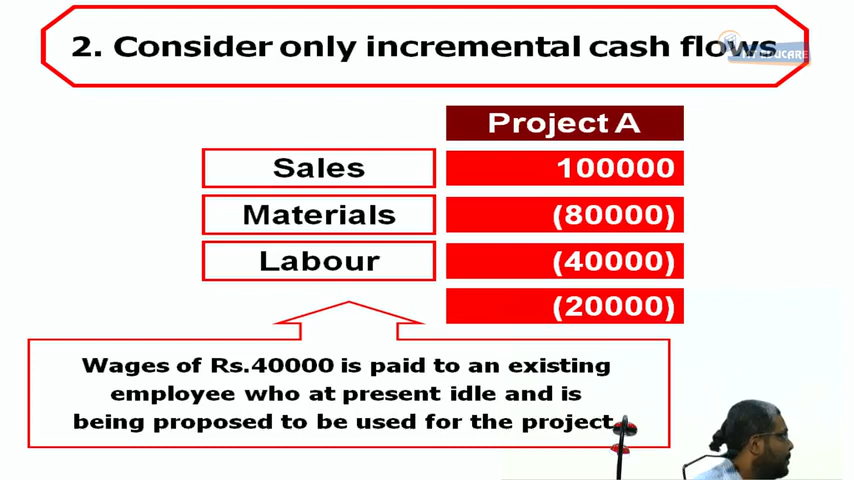 2. Consider only incremental cash flows
Project A
Sales 100000
Materials (80000)
Labour (40000)
(20000)
Wages of Rs.40000 is paid to an existing
employee who at present idle and is
being proposed to be used for the project